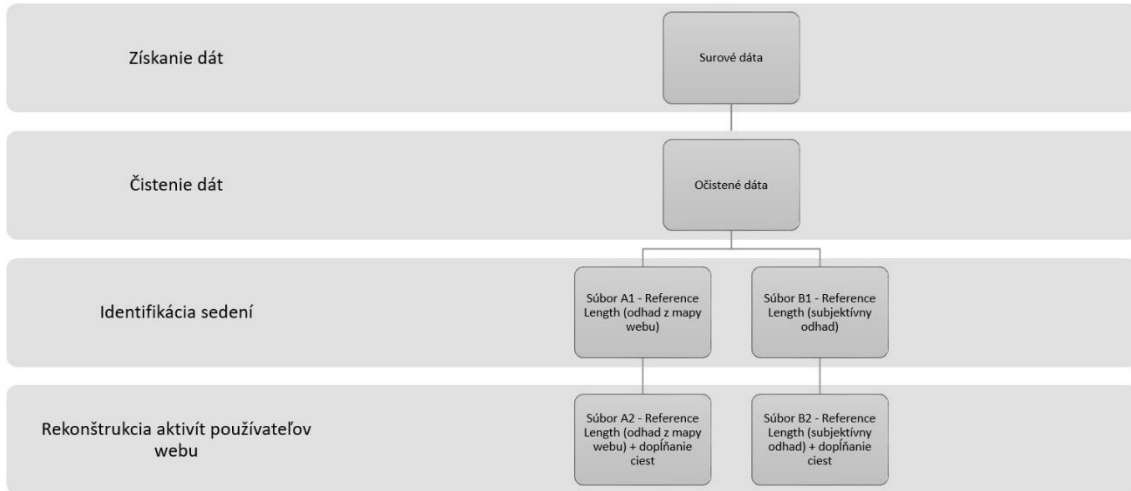 Získanie dát
Surové dáta
Čistenie dát
Očistené dáta
Identifikácia sedení
Súbor A1 - Reference
Length (odhad z mapy
webu)
Súbor B1 - Reference
Length (subjektívny
odhad)
Rekonštrukcia aktivít používateľov
webu
Súbor A2 - Reference
Length (odhad z mapy
webu) + dopĺňanie
ciest
Súbor B2 - Reference
Length (subjektívny
odhad) + dopĺňanie
ciest